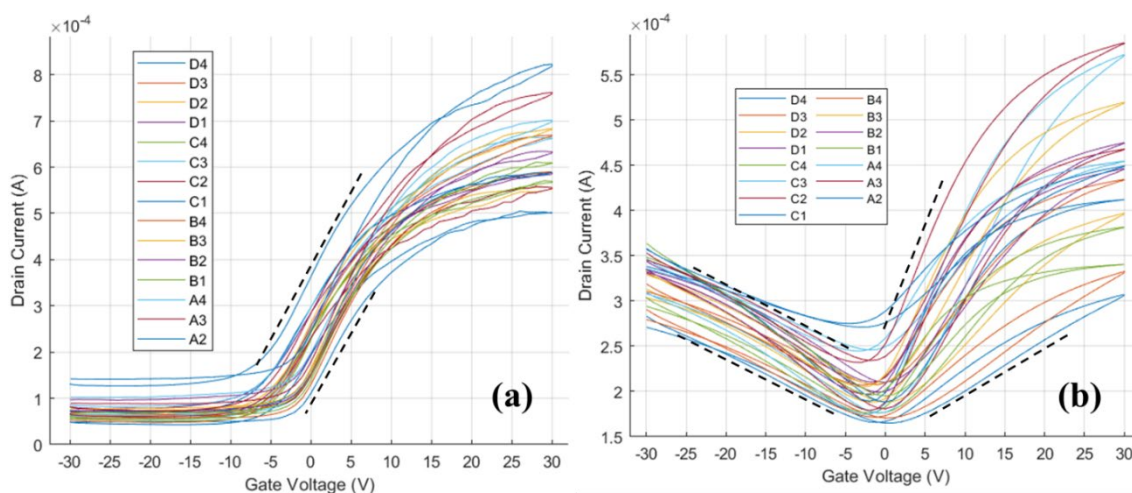 ×10⁻⁴
8
7
6
5
4
3
2
1
0
Drain Current (A)
-30 -25 -20 -15 -10 -5 0 5 10 15 20 25 30
Gate Voltage (V)
D4
D3
D2
D1
C4
C3
C2
C1
B4
B3
B2
B1
A4
A3
A2
(a)
×10⁻⁴
5.5
5
4.5
4
3.5
3
2.5
2
1.5
Drain Current (A)
-30 -25 -20 -15 -10 -5 0 5 10 15 20 25 30
Gate Voltage (V)
D4 B4
D3 B3
D2 B2
D1 B1
C4 A4
C3 A3
C2 A2
C1
(b)